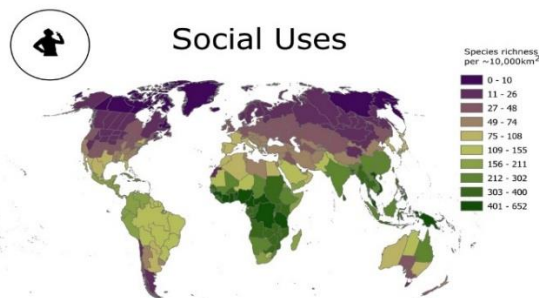 Social Uses
Species richness
per ~10,000km²
0 - 10
11 - 26
27 - 48
49 - 74
75 - 108
109 - 155
156 - 211
212 - 302
303 - 400
401 - 652